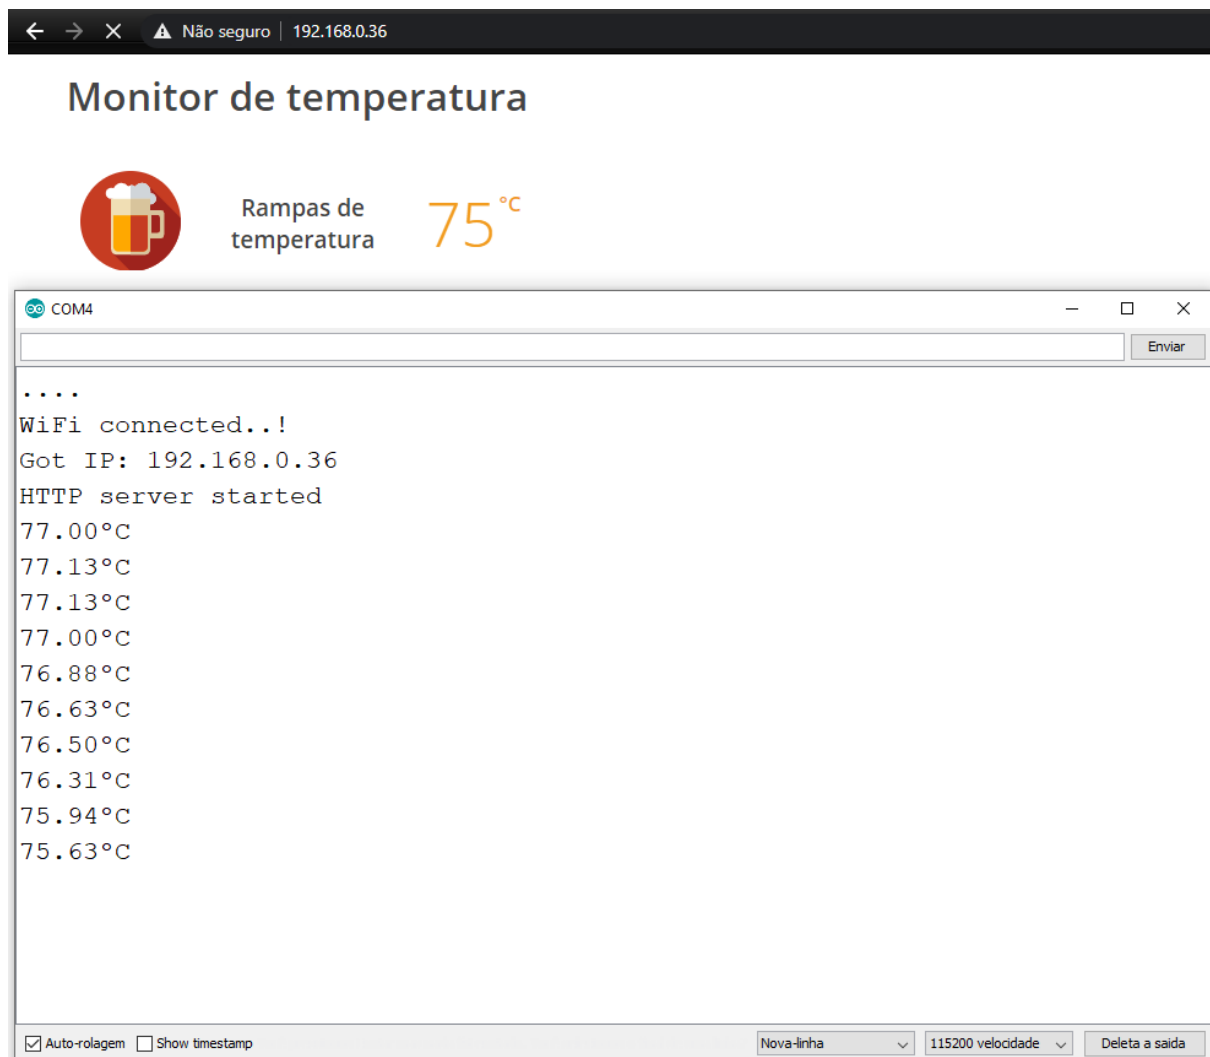 Não seguro | 192.168.0.36
Monitor de temperatura
Rampas de
temperatura
75°C
COM4
Enviar
....
WiFi connected..!
Got IP: 192.168.0.36
HTTP server started
77.00°C
77.13°C
77.13°C
77.00°C
76.88°C
76.63°C
76.50°C
76.31°C
75.94°C
75.63°C
Auto-rolagem Show timestamp Nova-linha 115200 velocidade Deleta a saida